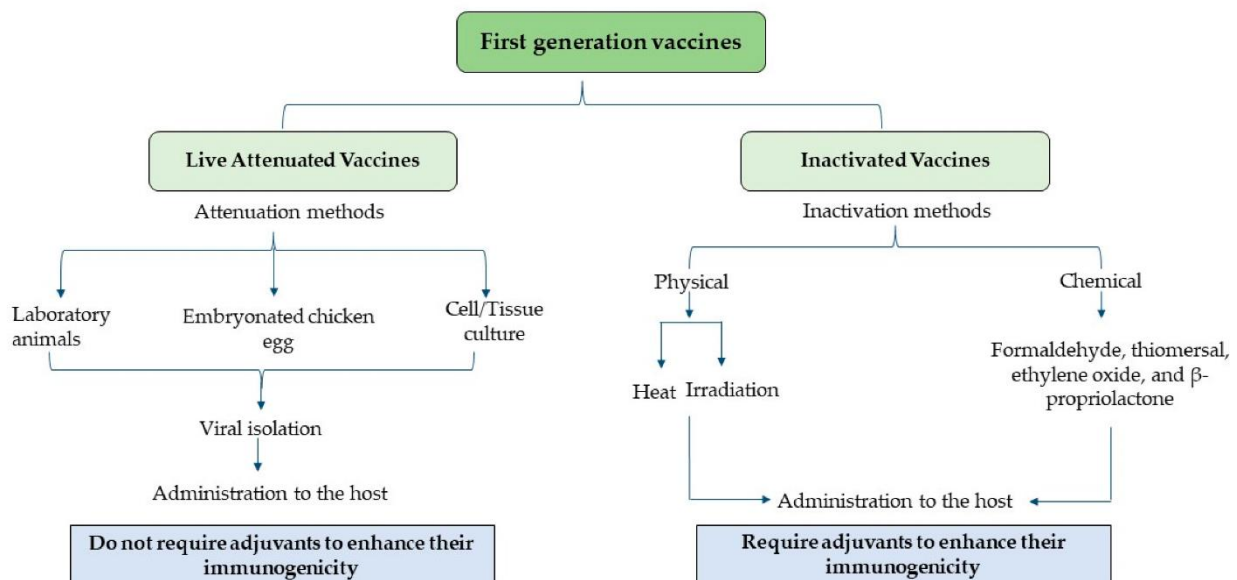 First generation vaccines
Live Attenuated Vaccines
Attenuation methods
Laboratory
animals
Embryonated chicken
egg
Cell/Tissue
culture
Viral isolation
Administration to the host
Do not require adjuvants to enhance their
immunogenicity
Inactivated Vaccines
Inactivation methods
Physical
Chemical
Heat
Irradiation
Formaldehyde, thiomersal,
ethylene oxide, and β-
propriolactone
Administration to the host
Require adjuvants to enhance their
immunogenicity